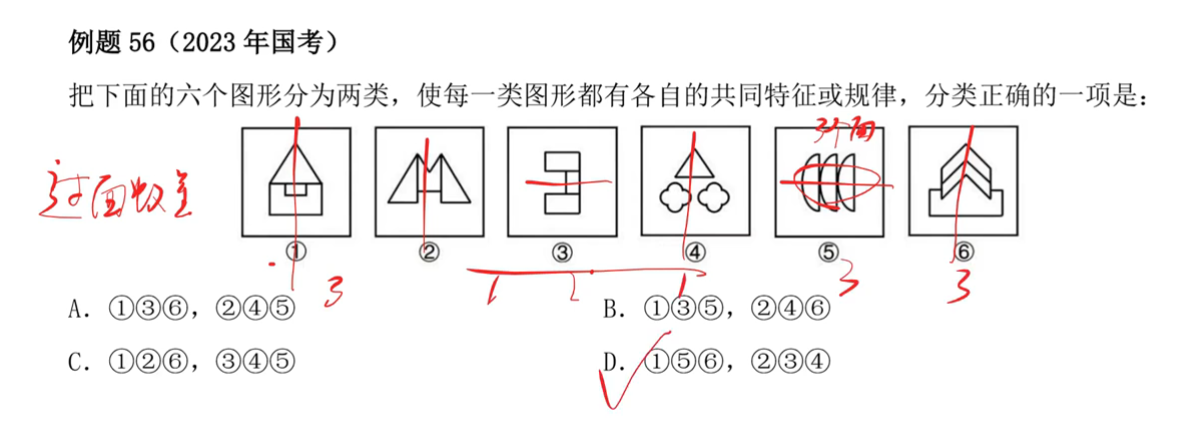 例题 56（2023 年国考）
把下面的六个图形分为两类，使每一类图形都有各自的共同特征或规律，分类正确的一项是：
3个面
过面数量
① ② ③ ④ ⑤ ⑥
3 1 2 1 3 3
A．①③⑥，②④⑤ B．①③⑤，②④⑥
C．①②⑥，③④⑤ D．①⑤⑥，②③④